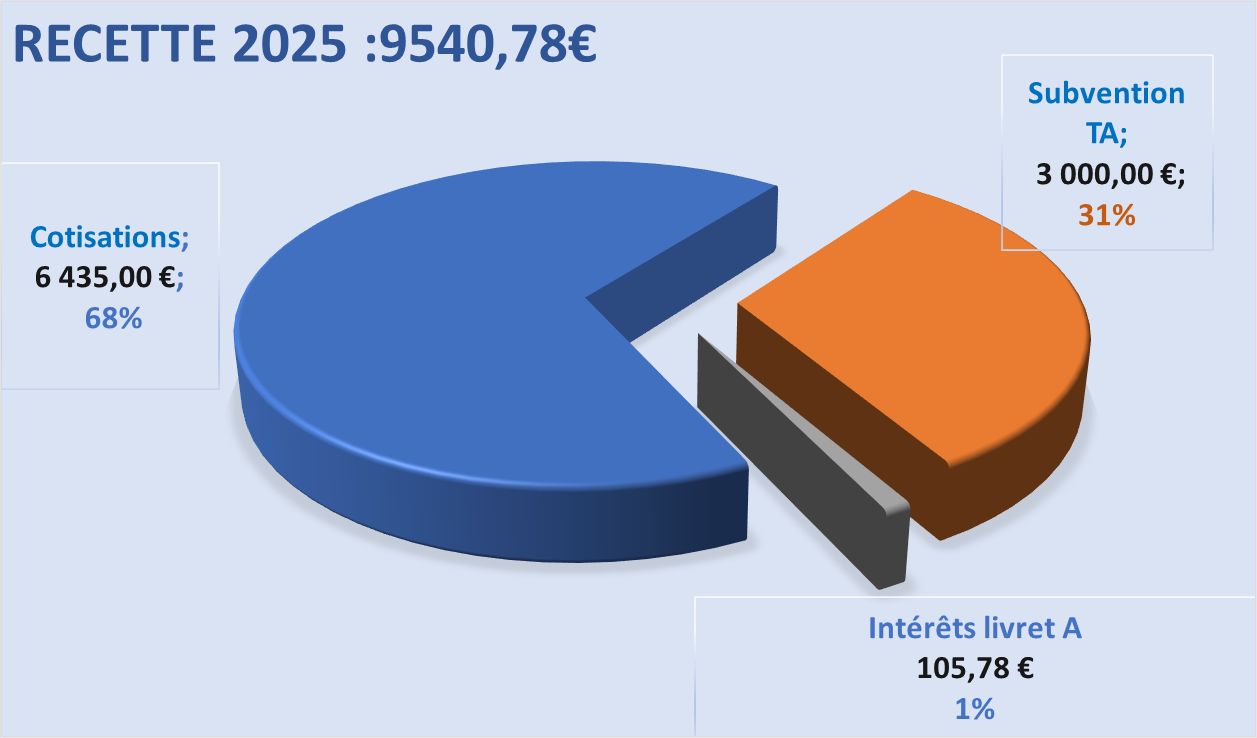 RECETTE 2025 :9540,78€
Subvention
TA;
3 000,00 €;
31%
Cotisations;
6 435,00 €;
68%
Intérêts livret A
105,78 €
1%